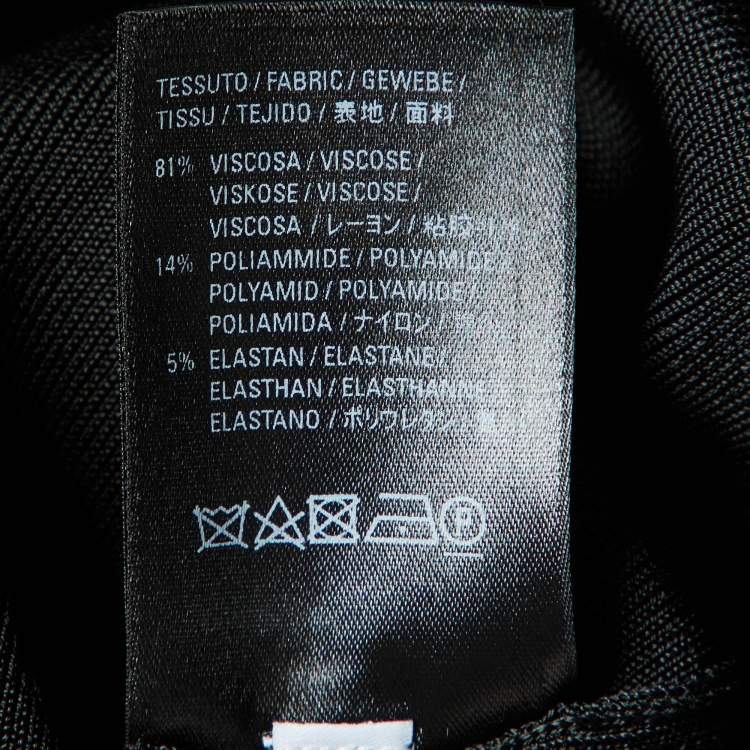 TESSUTO / FABRIC / GEWEBE /
TISSU / TEJIDO / 表地 / 面料
81% VISCOSA / VISCOSE /
VISKOSE / VISCOSE /
VISCOSA / レーヨン / 粘胶
14% POLIAMMIDE / POLYAMIDE /
POLYAMID / POLYAMIDE /
POLIAMIDA / ナイロン /
5% ELASTAN / ELASTANE /
ELASTHAN / ELASTHANNE
ELASTANO / ポリウレタン /
P